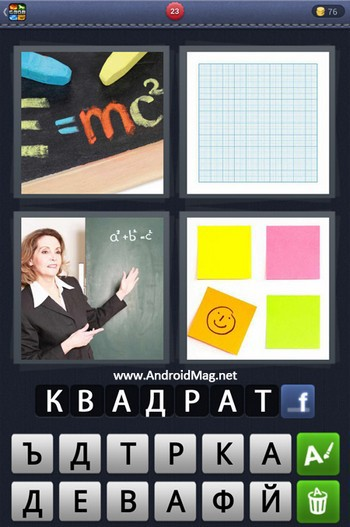 23
76
E=mc²
a²+b²=c²
www.AndroidMag.net
КВАДРАТ f
Ъ Д Т Р К А A
Д Е В А Ф Й